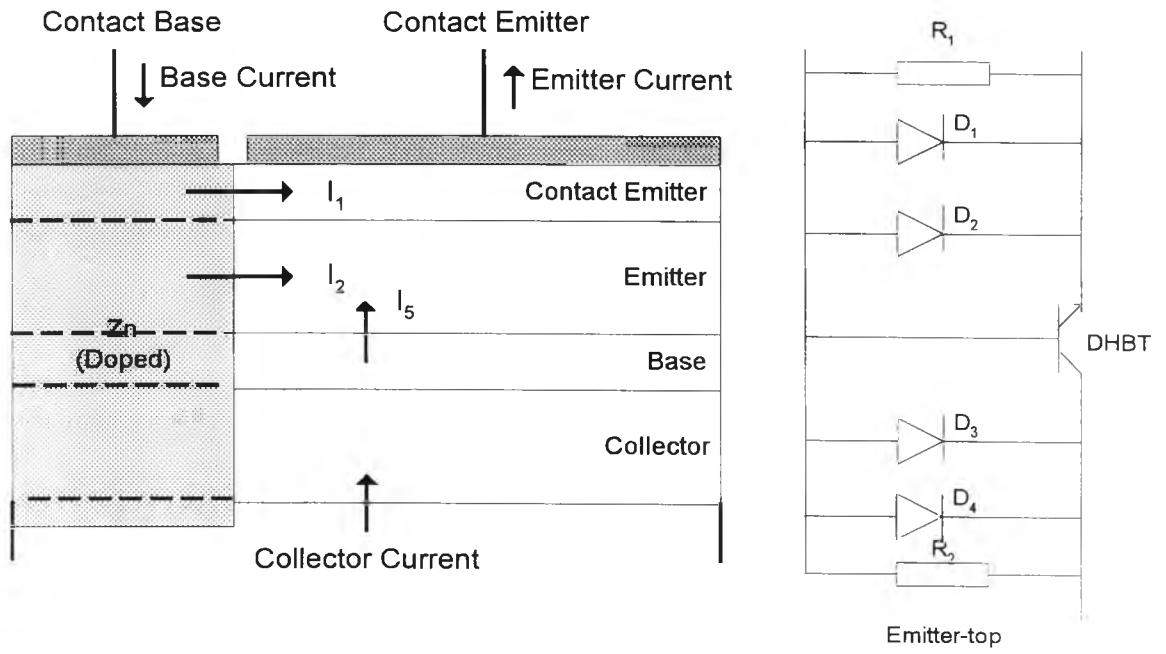 Contact Base
Contact Emitter
Base Current
Emitter Current
I₁
Contact Emitter
I₂
Emitter
I₅
Zn
(Doped)
Base
Collector
Collector Current
R₁
D₁
D₂
DHBT
D₃
D₄
R₂
Emitter-top